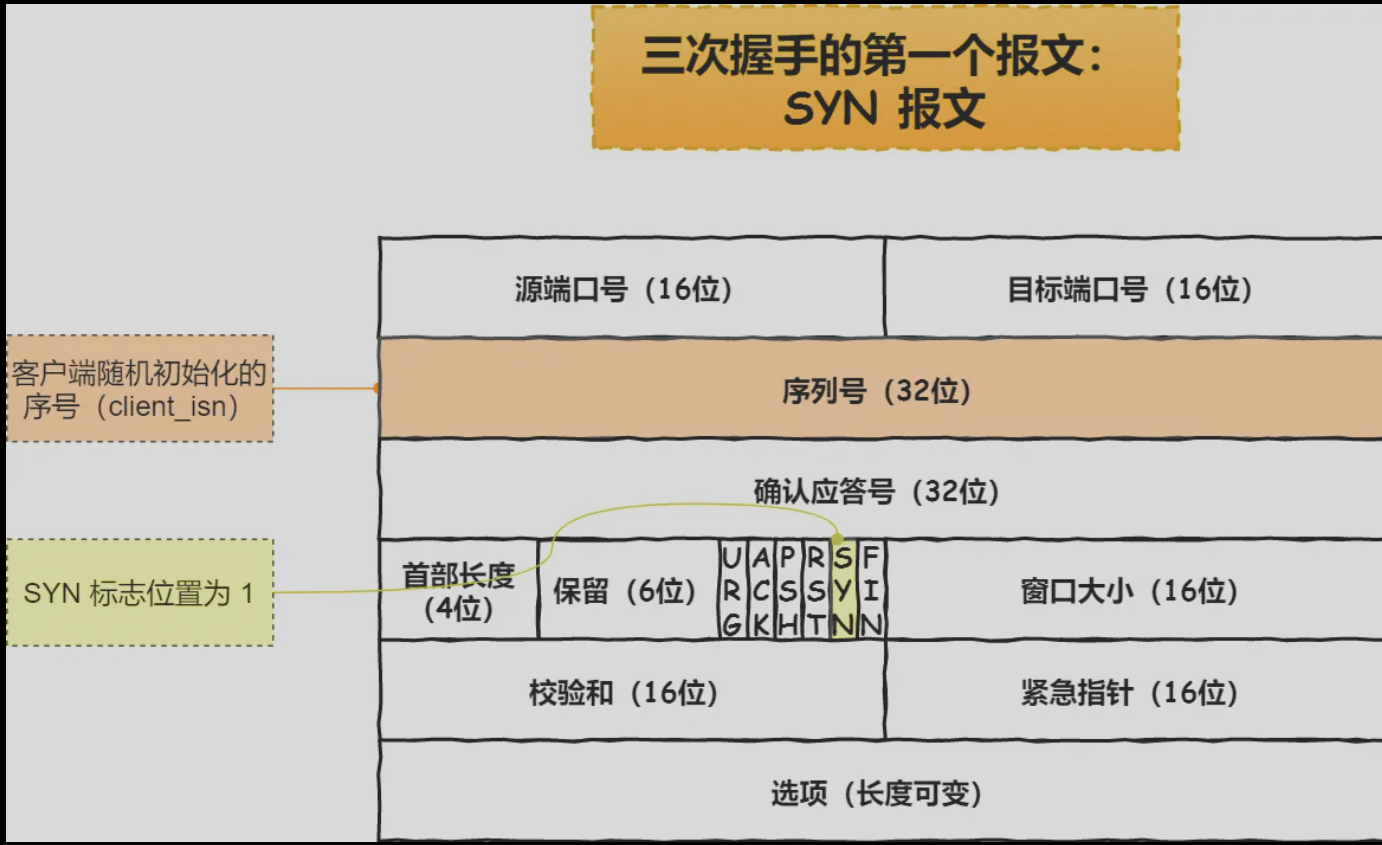 三次握手的第一个报文：
SYN 报文
源端口号（16位）
目标端口号（16位）
客户端随机初始化的
序号（client_isn）
序列号（32位）
确认应答号（32位）
SYN 标志位置为 1
首部长度
（4位）
保留（6位）
URG
ACK
PSH
RST
SYN
FIN
窗口大小（16位）
校验和（16位）
紧急指针（16位）
选项（长度可变）